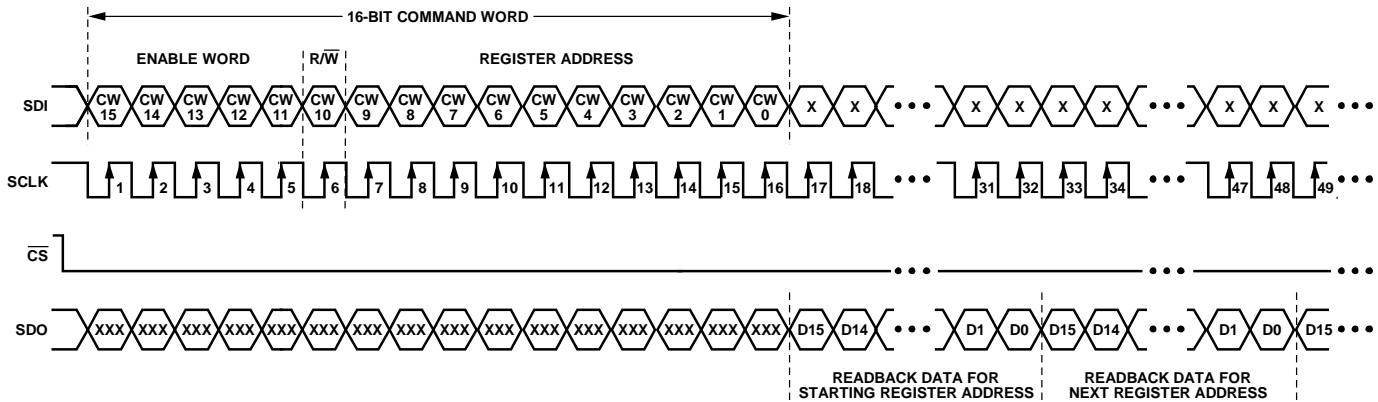 16-BIT COMMAND WORD
ENABLE WORD R/W̅ REGISTER ADDRESS
SDI CW 15 CW 14 CW 13 CW 12 CW 11 CW 10 CW 9 CW 8 CW 7 CW 6 CW 5 CW 4 CW 3 CW 2 CW 1 CW 0 X X ••• X X X X ••• X X X •••
SCLK 1 2 3 4 5 6 7 8 9 10 11 12 13 14 15 16 17 18 ••• 31 32 33 34 ••• 47 48 49 •••
C̅S̅ ••• ••• •••
SDO XXX XXX XXX XXX XXX XXX XXX XXX XXX XXX XXX XXX XXX XXX XXX XXX D15 D14 ••• D1 D0 D15 D14 ••• D1 D0 D15 •••
READBACK DATA FOR STARTING REGISTER ADDRESS
READBACK DATA FOR NEXT REGISTER ADDRESS